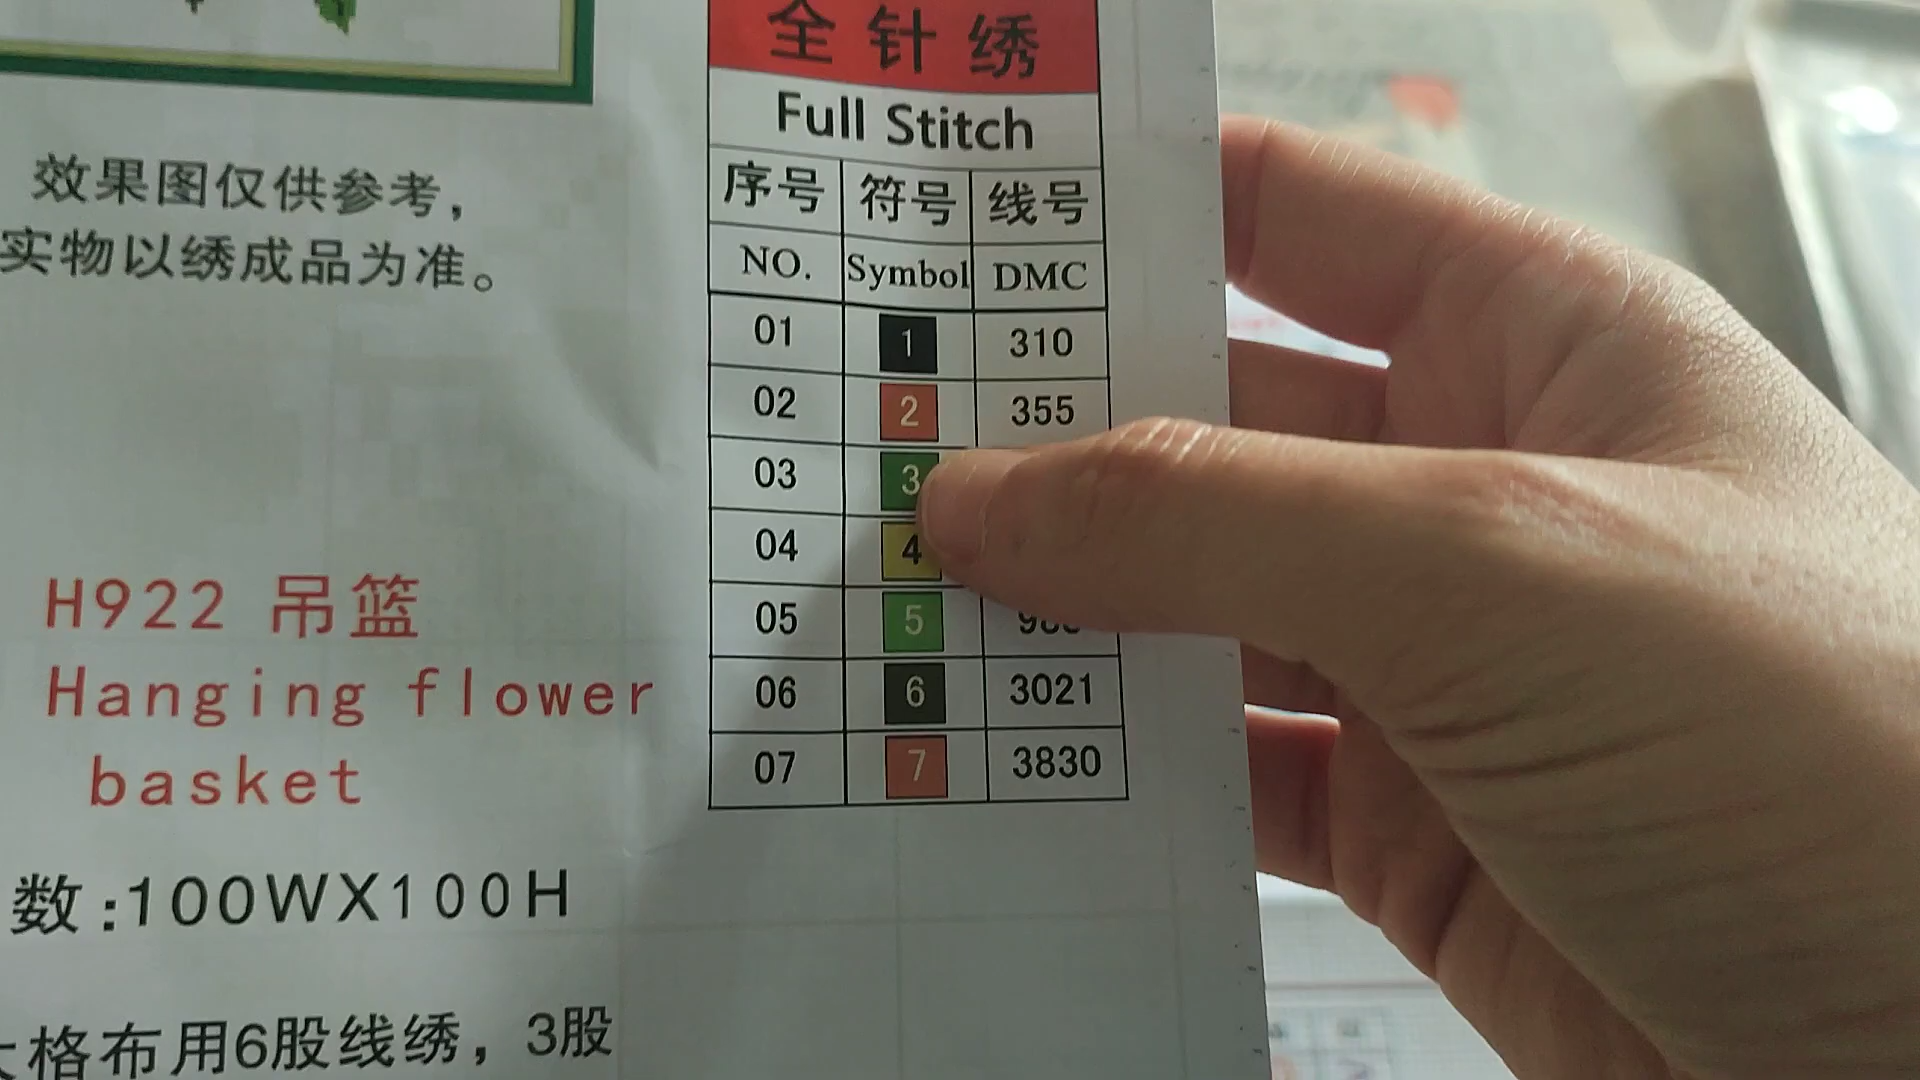 全针绣
Full Stitch
序号 符号 线号
NO. Symbol DMC
01 1 310
02 2 355
03 3
04 4
05 5
06 6 3021
07 7 3830
效果图仅供参考，
实物以绣成品为准。
H922 吊篮
Hanging flower
basket
数:100WX100H
格布用6股线绣，3股